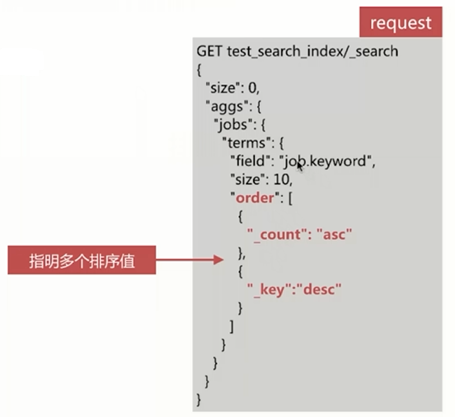 request
GET test_search_index/_search
{
"size": 0,
"aggs": {
"jobs": {
"terms": {
"field": "job.keyword",
"size": 10,
"order": [
{
"_count": "asc"
},
{
"_key":"desc"
}
]
}
}
}
}
指明多个排序值